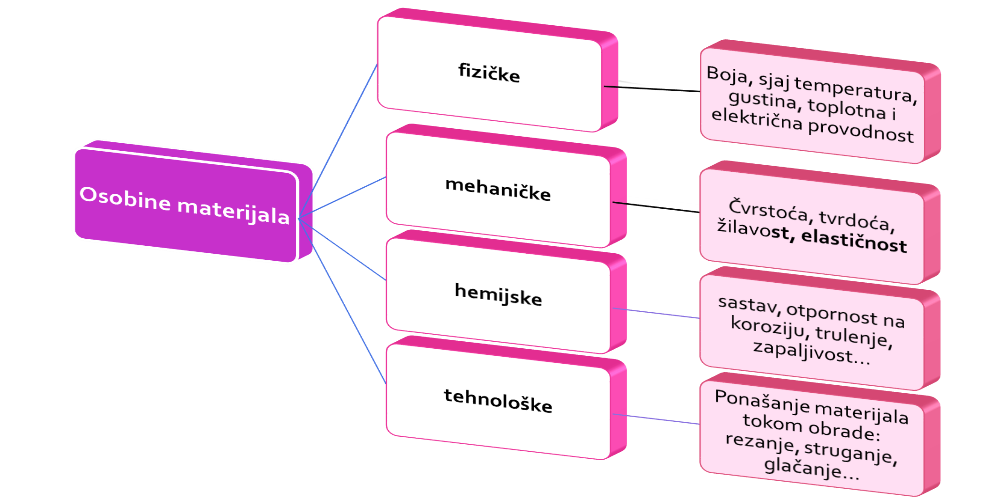 Osobine materijala
fizičke
Boja, sjaj temperatura,
gustina, toplotna i
električna provodnost
mehaničke
Čvrstoća, tvrdoća,
žilavost, elastičnost
hemijske
sastav, otpornost na
koroziju, trulenje,
zapaljivost...
tehnološke
Ponašanje materijala
tokom obrade:
rezanje, struganje,
glačanje...